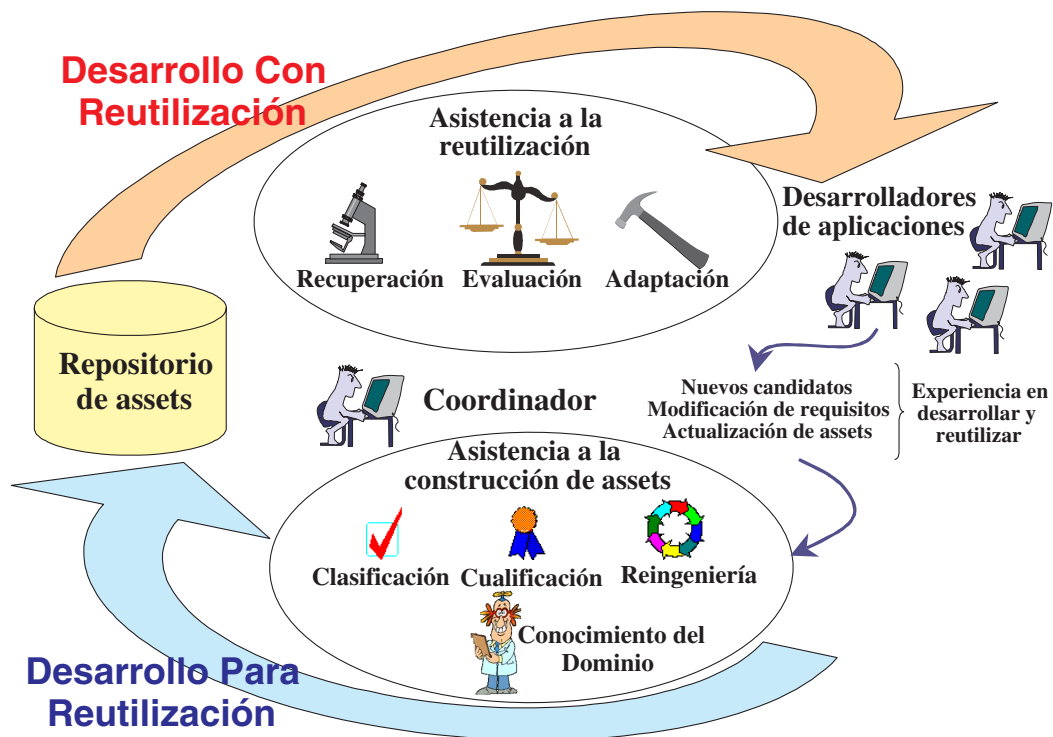 Desarrollo Con
Reutilización
Asistencia a la
reutilización
Recuperación
Evaluación
Adaptación
Desarrolladores
de aplicaciones
Repositorio
de assets
Coordinador
Nuevos candidatos
Modificación de requisitos
Actualización de assets
Experiencia en
desarrollar y
reutilizar
Asistencia a la
construcción de assets
Clasificación
Cualificación
Reingeniería
Conocimiento del
Dominio
Desarrollo Para
Reutilización